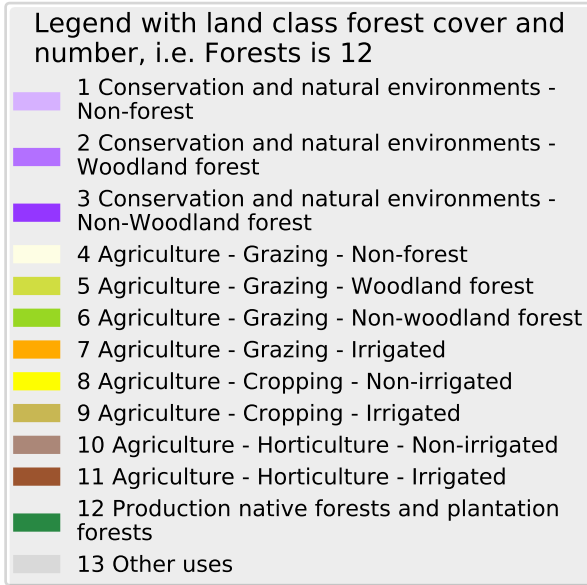 Legend with land class forest cover and
number, i.e. Forests is 12
1 Conservation and natural environments -
Non-forest
2 Conservation and natural environments -
Woodland forest
3 Conservation and natural environments -
Non-Woodland forest
4 Agriculture - Grazing - Non-forest
5 Agriculture - Grazing - Woodland forest
6 Agriculture - Grazing - Non-woodland forest
7 Agriculture - Grazing - Irrigated
8 Agriculture - Cropping - Non-irrigated
9 Agriculture - Cropping - Irrigated
10 Agriculture - Horticulture - Non-irrigated
11 Agriculture - Horticulture - Irrigated
12 Production native forests and plantation
forests
13 Other uses